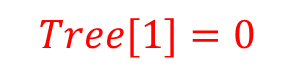 Tree[1] = 0